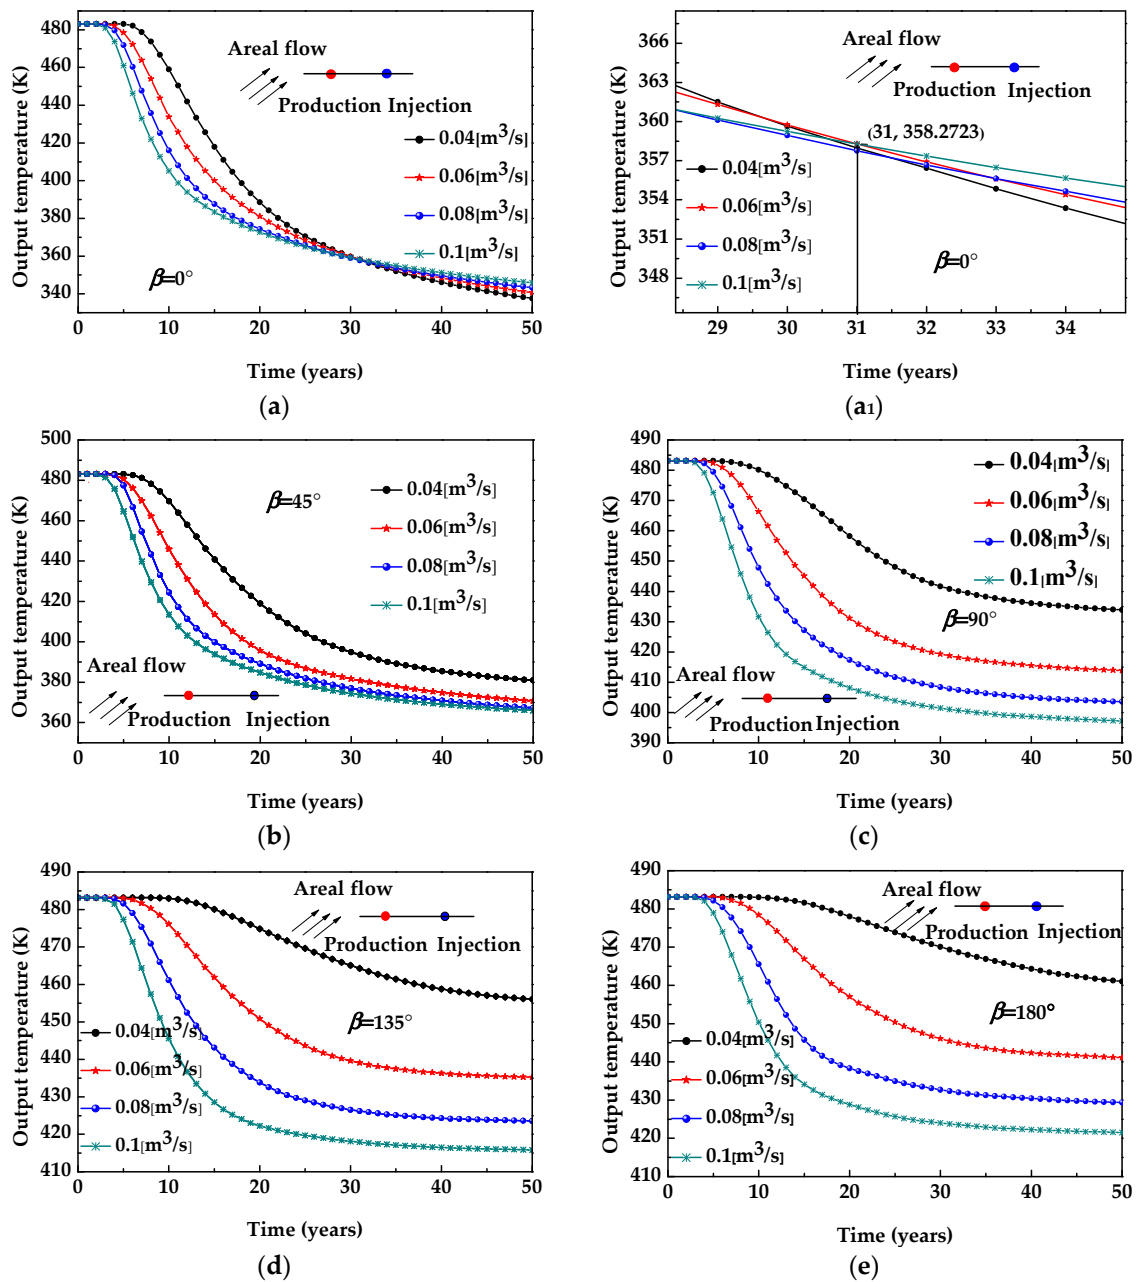 480
460
440
420
400
380
360
340
0
10
20
30
40
50
Output temperature (K)
Time (years)
Areal flow
Production Injection
0.04[m³/s]
0.06[m³/s]
0.08[m³/s]
0.1[m³/s]
β=0°
(a)
366
363
360
357
354
351
348
29
30
31
32
33
34
Output temperature (K)
Time (years)
Areal flow
Production Injection
(31, 358.2723)
0.04[m³/s]
0.06[m³/s]
0.08[m³/s]
0.1[m³/s]
β=0°
(a1)
500
480
460
440
420
400
380
360
0
10
20
30
40
50
Output temperature (K)
Time (years)
β=45°
0.04[m³/s]
0.06[m³/s]
0.08[m³/s]
0.1[m³/s]
Areal flow
Production Injection
(b)
490
480
470
460
450
440
430
420
410
400
390
0
10
20
30
40
50
Output temperature (K)
Time (years)
0.04[m³/s]
0.06[m³/s]
0.08[m³/s]
0.1[m³/s]
β=90°
Areal flow
Production Injection
(c)
490
480
470
460
450
440
430
420
410
0
10
20
30
40
50
Output temperature (K)
Time (years)
Areal flow
Production Injection
β=135°
0.04[m³/s]
0.06[m³/s]
0.08[m³/s]
0.1[m³/s]
(d)
490
480
470
460
450
440
430
420
410
0
10
20
30
40
50
Output temperature (K)
Time (years)
Areal flow
Production Injection
β=180°
0.04[m³/s]
0.06[m³/s]
0.08[m³/s]
0.1[m³/s]
(e)